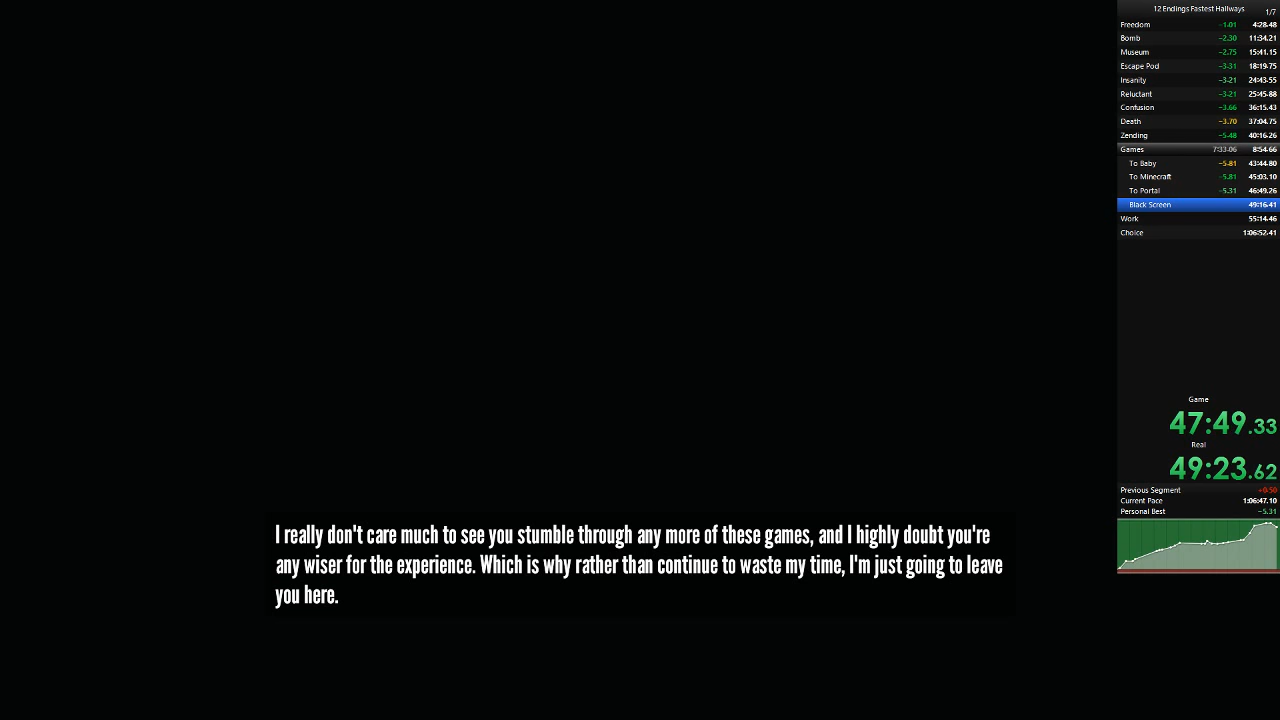 12 Endings Fastest Hallways
1/7
Freedom -1.01 4:28.48
Bomb -2.30 11:34.21
Museum -2.75 15:41.15
Escape Pod -3.31 18:19.75
Insanity -3.21 24:43.55
Reluctant -3.21 25:45.88
Confusion -3.66 36:15.43
Death -3.70 37:04.75
Zending -5.48 40:16.26
Games 7:33.06 8:54.66
To Baby -5.81 43:44.80
To Minecraft -5.81 45:03.10
To Portal -5.31 46:49.26
Black Screen 49:16.41
Work 55:14.46
Choice 1:06:52.41
Game
47:49.33
Real
49:23.62
Previous Segment +0.50
Current Pace 1:06:47.10
Personal Best -5.31
I really don't care much to see you stumble through any more of these games, and I highly doubt you're
any wiser for the experience. Which is why rather than continue to waste my time, I'm just going to leave
you here.